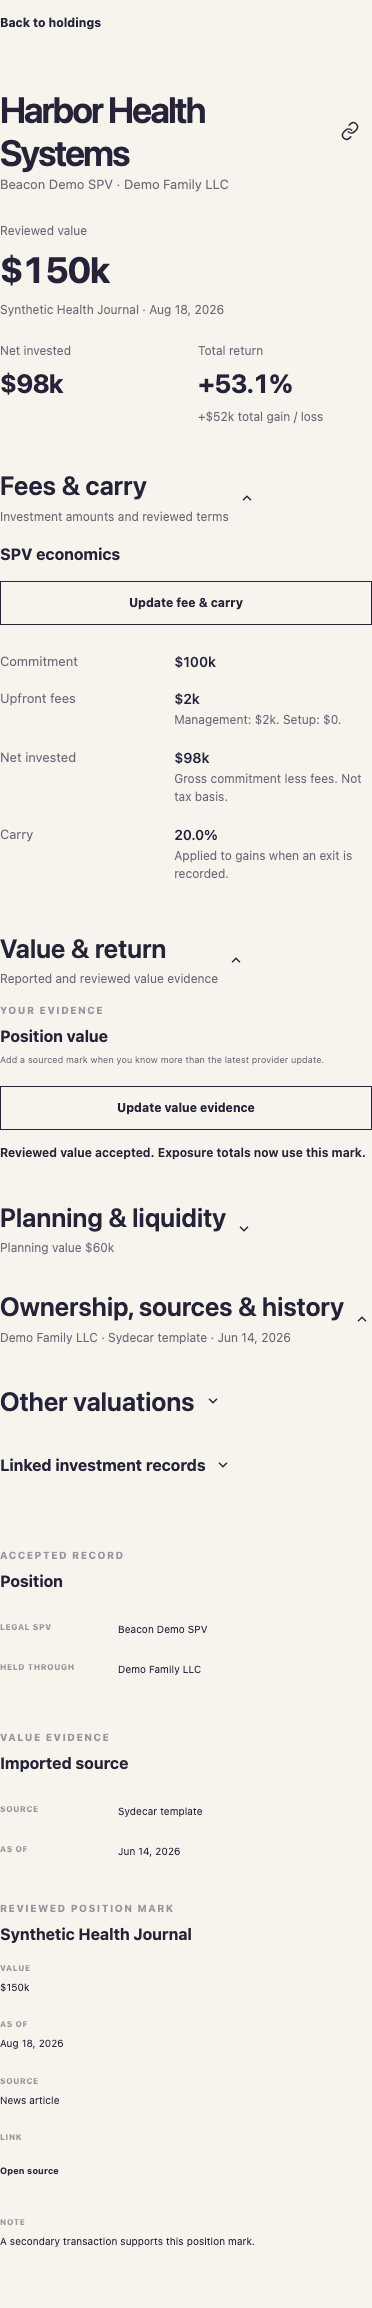 Back to holdings
Harbor Health
Systems
Beacon Demo SPV · Demo Family LLC
Reviewed value
$150k
Synthetic Health Journal · Aug 18, 2026
Net invested
Total return
$98k
+53.1%
+$52k total gain / loss
Fees & carry
Investment amounts and reviewed terms
SPV economics
Update fee & carry
Commitment
$100k
Upfront fees
$2k
Management: $2k. Setup: $0.
Net invested
$98k
Gross commitment less fees. Not
tax basis.
Carry
20.0%
Applied to gains when an exit is
recorded.
Value & return
Reported and reviewed value evidence
YOUR EVIDENCE
Position value
Add a sourced mark when you know more than the latest provider update.
Update value evidence
Reviewed value accepted. Exposure totals now use this mark.
Planning & liquidity
Planning value $60k
Ownership, sources & history
Demo Family LLC · Sydecar template · Jun 14, 2026
Other valuations
Linked investment records
ACCEPTED RECORD
Position
LEGAL SPV
Beacon Demo SPV
HELD THROUGH
Demo Family LLC
VALUE EVIDENCE
Imported source
SOURCE
Sydecar template
AS OF
Jun 14, 2026
REVIEWED POSITION MARK
Synthetic Health Journal
VALUE
$150k
AS OF
Aug 18, 2026
SOURCE
News article
LINK
Open source
NOTE
A secondary transaction supports this position mark.